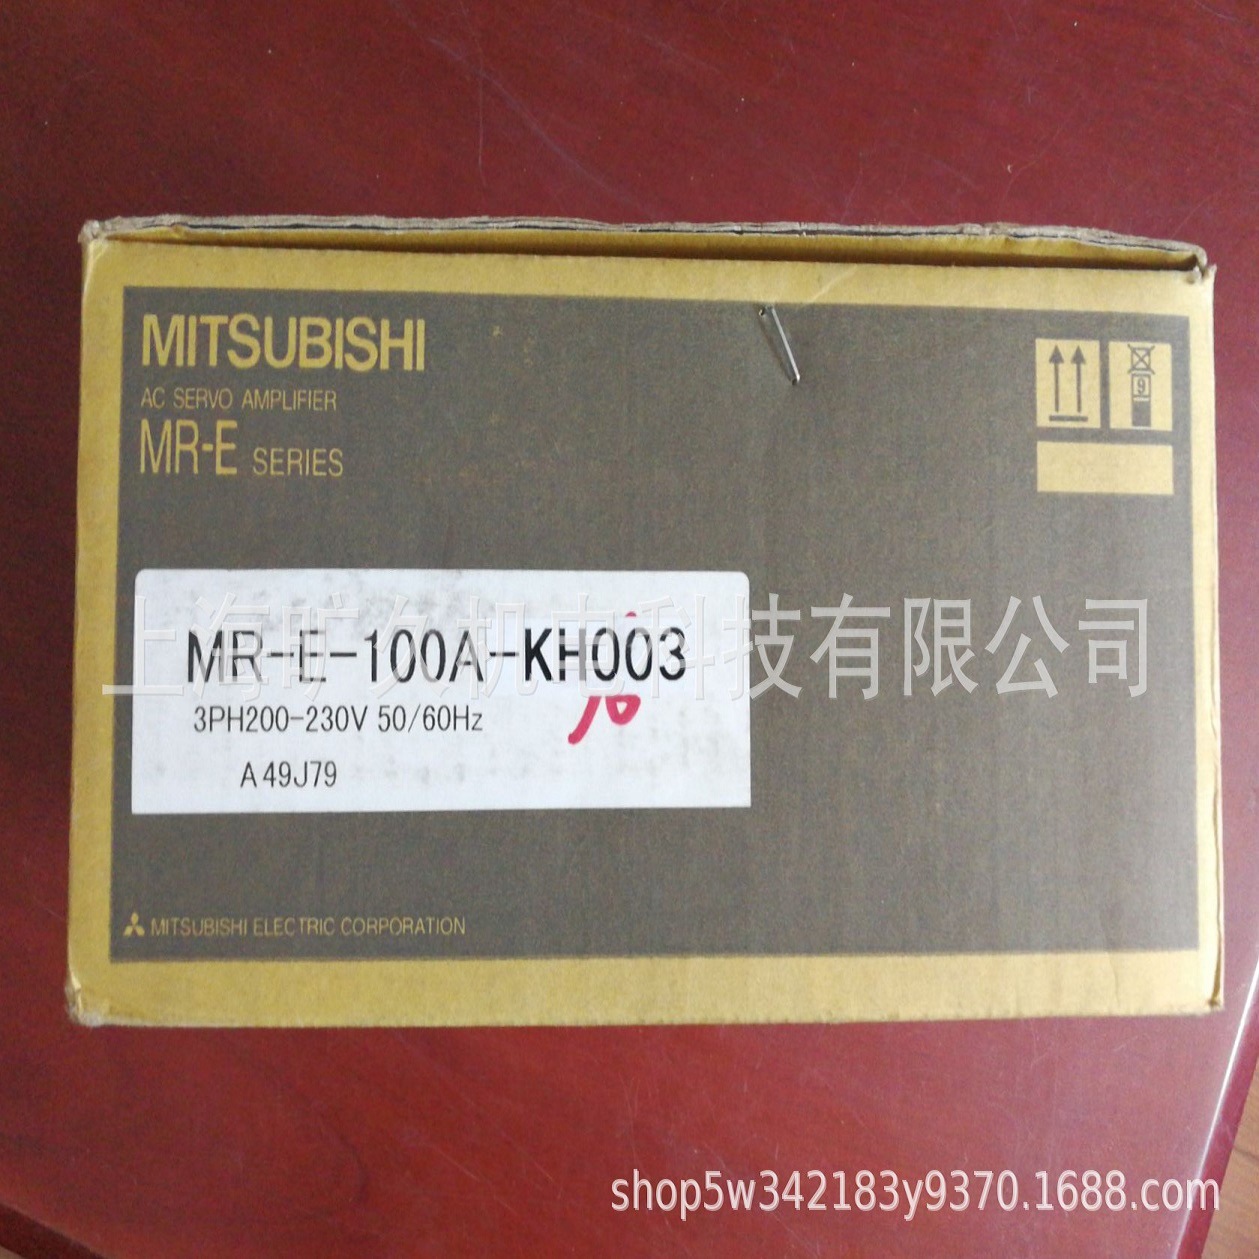 MITSUBISHI
AC SERVO AMPLIFIER
MR-E SERIES
9
上海旷久机电科技有限公司
MR-E-100A-KH003
3PH200-230V 50/60Hz
A49J79
MITSUBISHI ELECTRIC CORPORATION
shop5w342183y9370.1688.com